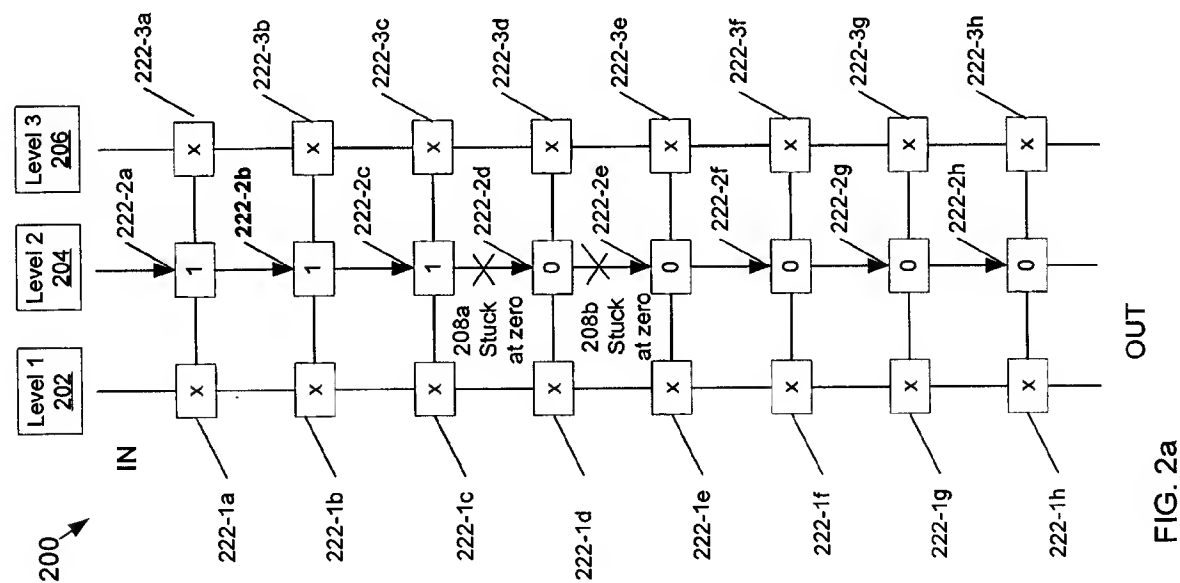 200
Level 1
202
Level 2
204
Level 3
206
IN
222-1a
X
222-2a
1
222-3a
X
222-1b
X
222-2b
1
222-3b
X
222-1c
X
222-2c
1
222-3c
X
208a
Stuck
at zero
222-1d
X
222-2d
0
222-3d
X
208b
Stuck
at zero
222-1e
X
222-2e
0
222-3e
X
222-1f
X
222-2f
0
222-3f
X
222-1g
X
222-2g
0
222-3g
X
222-1h
X
222-2h
0
222-3h
X
OUT
FIG. 2a